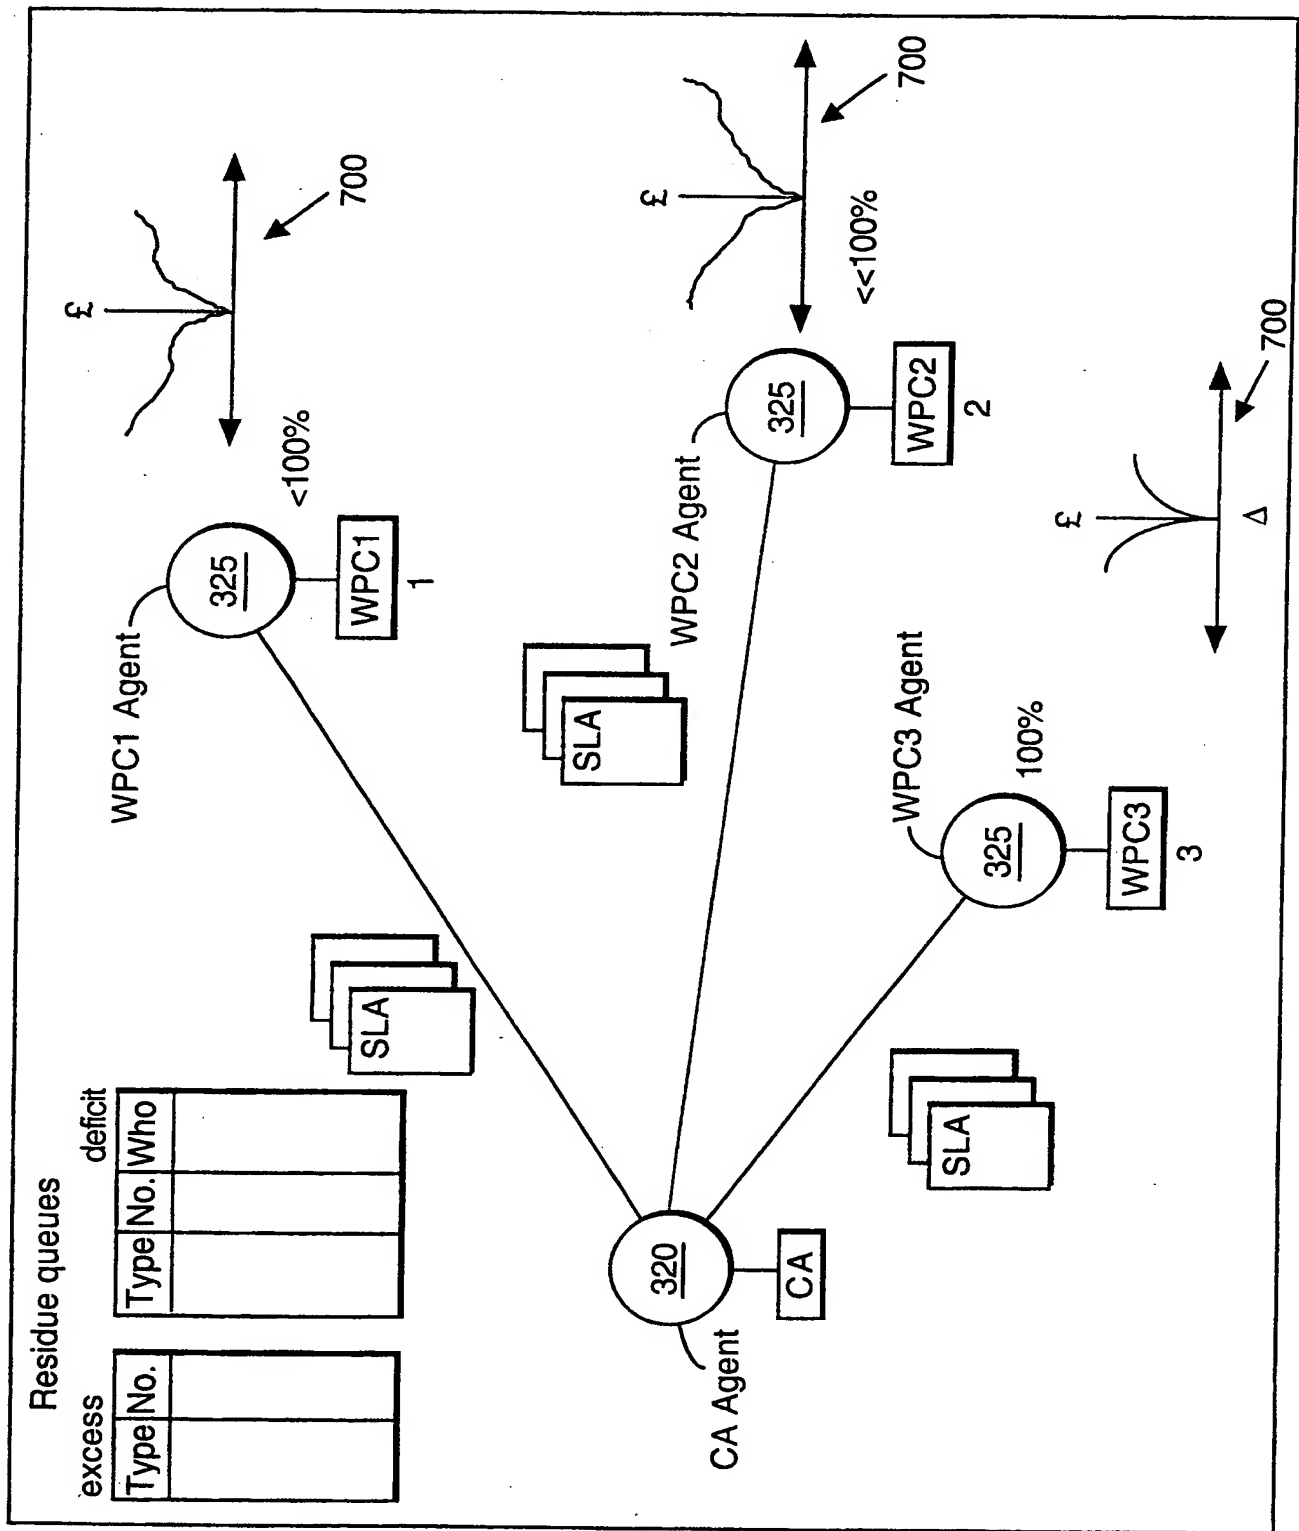 Residue queues
excess
deficit
Type No.
Type No. Who
SLA
WPC1 Agent
325
WPC1
1
<100%
£
700
SLA
WPC2 Agent
325
WPC2
2
<<100%
£
700
320
CA Agent
CA
SLA
WPC3 Agent
325
WPC3
3
100%
£
Δ
700